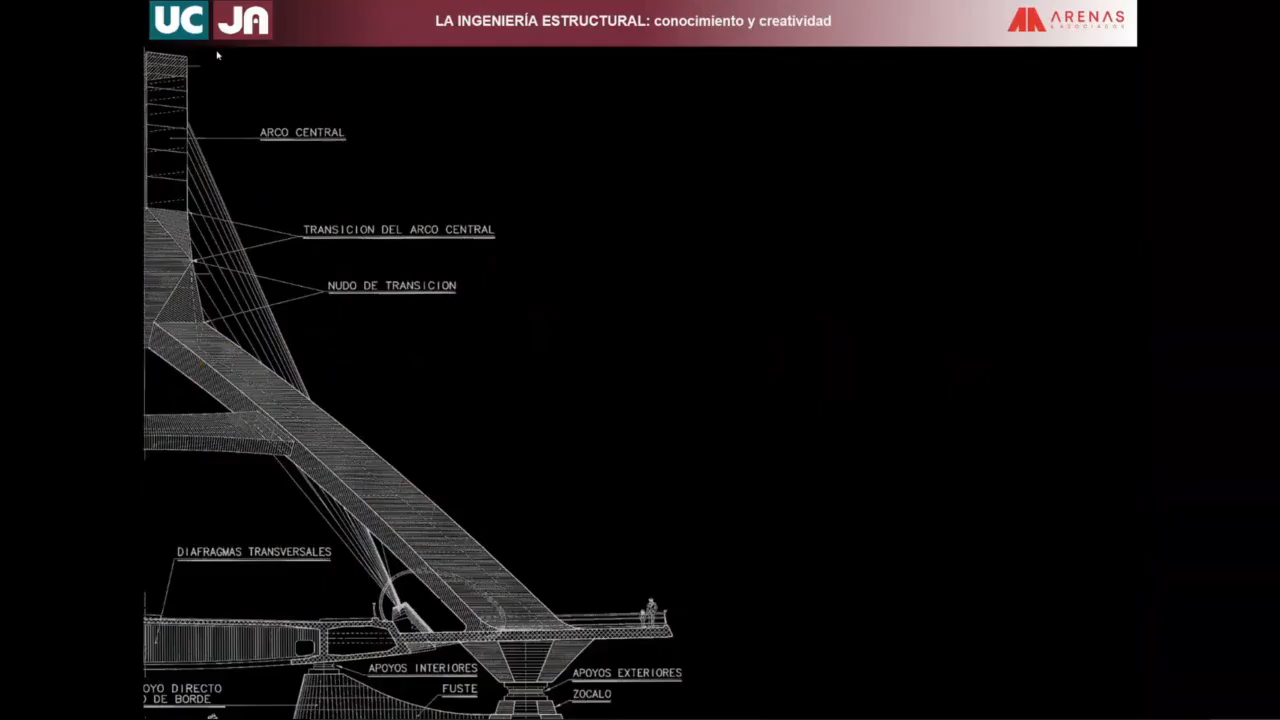 UC JA
LA INGENIERÍA ESTRUCTURAL: conocimiento y creatividad
ARENAS
& ASOCIADOS
ARCO CENTRAL
TRANSICION DEL ARCO CENTRAL
NUDO DE TRANSICION
DIAFRAGMAS TRANSVERSALES
APOYOS INTERIORES
APOYOS EXTERIORES
OYO DIRECTO
O DE BORDE
FUSTE
ZOCALO